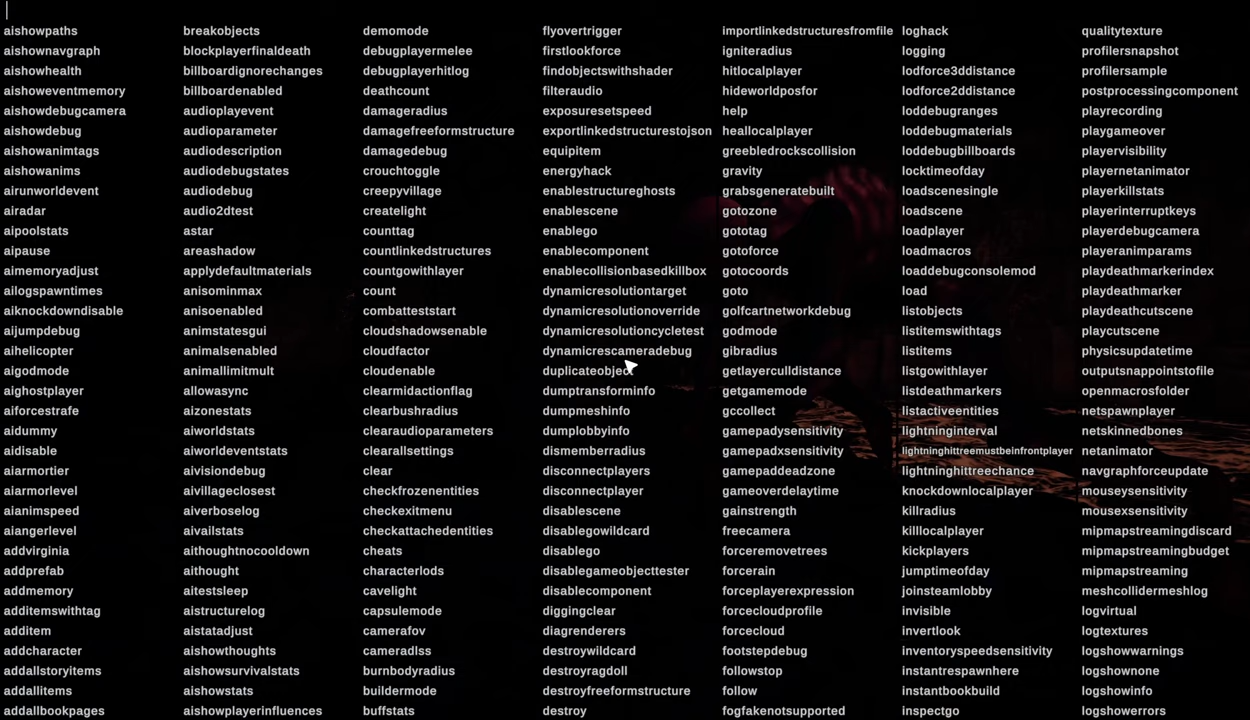 aishowpaths
aishownavgraph
aishowhealth
aishoweventmemory
aishowdebugcamera
aishowdebug
aishowanimtags
aishowanims
airunworldevent
airadar
aipoolstats
aipause
aimemoryadjust
ailogspawntimes
aiknockdowndisable
aijumpdebug
aihelicopter
aigodmode
aighostplayer
aiforcestrafe
aidummy
aidisable
aiarmortier
aiarmorlevel
aianimspeed
aiangerlevel
addvirginia
addprefab
addmemory
additemswithtag
additem
addcharacter
addallstoryitems
addallitems
addallbookpages
breakobjects
blockplayerfinaldeath
billboardignorechanges
billboardenabled
audioplayevent
audioparameter
audiodescription
audiodebugstates
audiodebug
audio2dtest
astar
areashadow
applydefaultmaterials
anisominmax
anisoenabled
animstatesgui
animalsenabled
animallimitmult
allowasync
aizonestats
aiworldstats
aiworldeventstats
aivisiondebug
aivillageclosest
aiverboselog
aivailstats
aithoughtnocooldown
aithought
aitestsleep
aistructurelog
aistatadjust
aishowthoughts
aishowsurvivalstats
aishowstats
aishowplayerinfluences
demomode
debugplayermelee
debugplayerhitlog
deathcount
damageradius
damagefreeformstructure
damagedebug
crouchtoggle
creepyvillage
createlight
counttag
countlinkedstructures
countgowithlayer
count
combatteststart
cloudshadowsenable
cloudfactor
cloudenable
clearmidactionflag
clearbushradius
clearaudioparameters
clearallsettings
clear
checkfrozenentities
checkexitmenu
checkattachedentities
cheats
characterlods
cavelight
capsulemode
camerafov
cameradlss
burnbodyradius
buildermode
buffstats
flyovertrigger
firstlookforce
findobjectswithshader
filteraudio
exposuresetspeed
exportlinkedstructurestojson
equipitem
energyhack
enablestructureghosts
enablescene
enablego
enablecomponent
enablecollisionbasedkillbox
dynamicresolutiontarget
dynamicresolutionoverride
dynamicresolutioncycletest
dynamicrescameradebug
duplicateobject
dumptransforminfo
dumpmeshinfo
dumplobbyinfo
dismemberradius
disconnectplayers
disconnectplayer
disablescene
disablegowildcard
disablego
disablegameobjecttester
disablecomponent
diggingclear
diagrenderers
destroywildcard
destroyragdoll
destroyfreeformstructure
destroy
importlinkedstructuresfromfile
igniteradius
hitlocalplayer
hideworldposfor
help
heallocalplayer
greebledrockscollision
gravity
grabsgeneratebuilt
gotozone
gototag
gotoforce
gotocoords
goto
golfcartnetworkdebug
godmode
gibradius
getlayerculldistance
getgamemode
gccollect
gamepadysensitivity
gamepadxsensitivity
gamepaddeadzone
gameoverdelaytime
gainstrength
freecamera
forceremovetrees
forcerain
forceplayerexpression
forcecloudprofile
forcecloud
footstepdebug
followstop
follow
fogfakenotsupported
loghack
logging
lodforce3ddistance
lodforce2ddistance
loddebugranges
loddebugmaterials
loddebugbillboards
locktimeofday
loadscenesingle
loadscene
loadplayer
loadmacros
loaddebugconsolemod
load
listobjects
listitemswithtags
listitems
listgowithlayer
listdeathmarkers
listactiveentities
lightninginterval
lightninghittreemustbeinfrontplayer
lightninghittreechance
knockdownlocalplayer
killradius
killlocalplayer
kickplayers
jumptimeofday
joinsteamlobby
invisible
invertlook
inventoryspeedsensitivity
instantrespawnhere
instantbookbuild
inspectgo
qualitytexture
profilersnapshot
profilersample
postprocessingcomponent
playrecording
playgameover
playervisibility
playernetanimator
playerkillstats
playerinterruptkeys
playerdebugcamera
playeranimparams
playdeathmarkerindex
playdeathmarker
playdeathcutscene
playcutscene
physicsupdatetime
outputsnappointstofile
openmacrosfolder
netspawnplayer
netskinnedbones
netanimator
navgraphforceupdate
mouseysensitivity
mousexsensitivity
mipmapstreamingdiscard
mipmapstreamingbudget
mipmapstreaming
meshcollidermeshlog
logvirtual
logtextures
logshowwarnings
logshownone
logshowinfo
logshowerrors